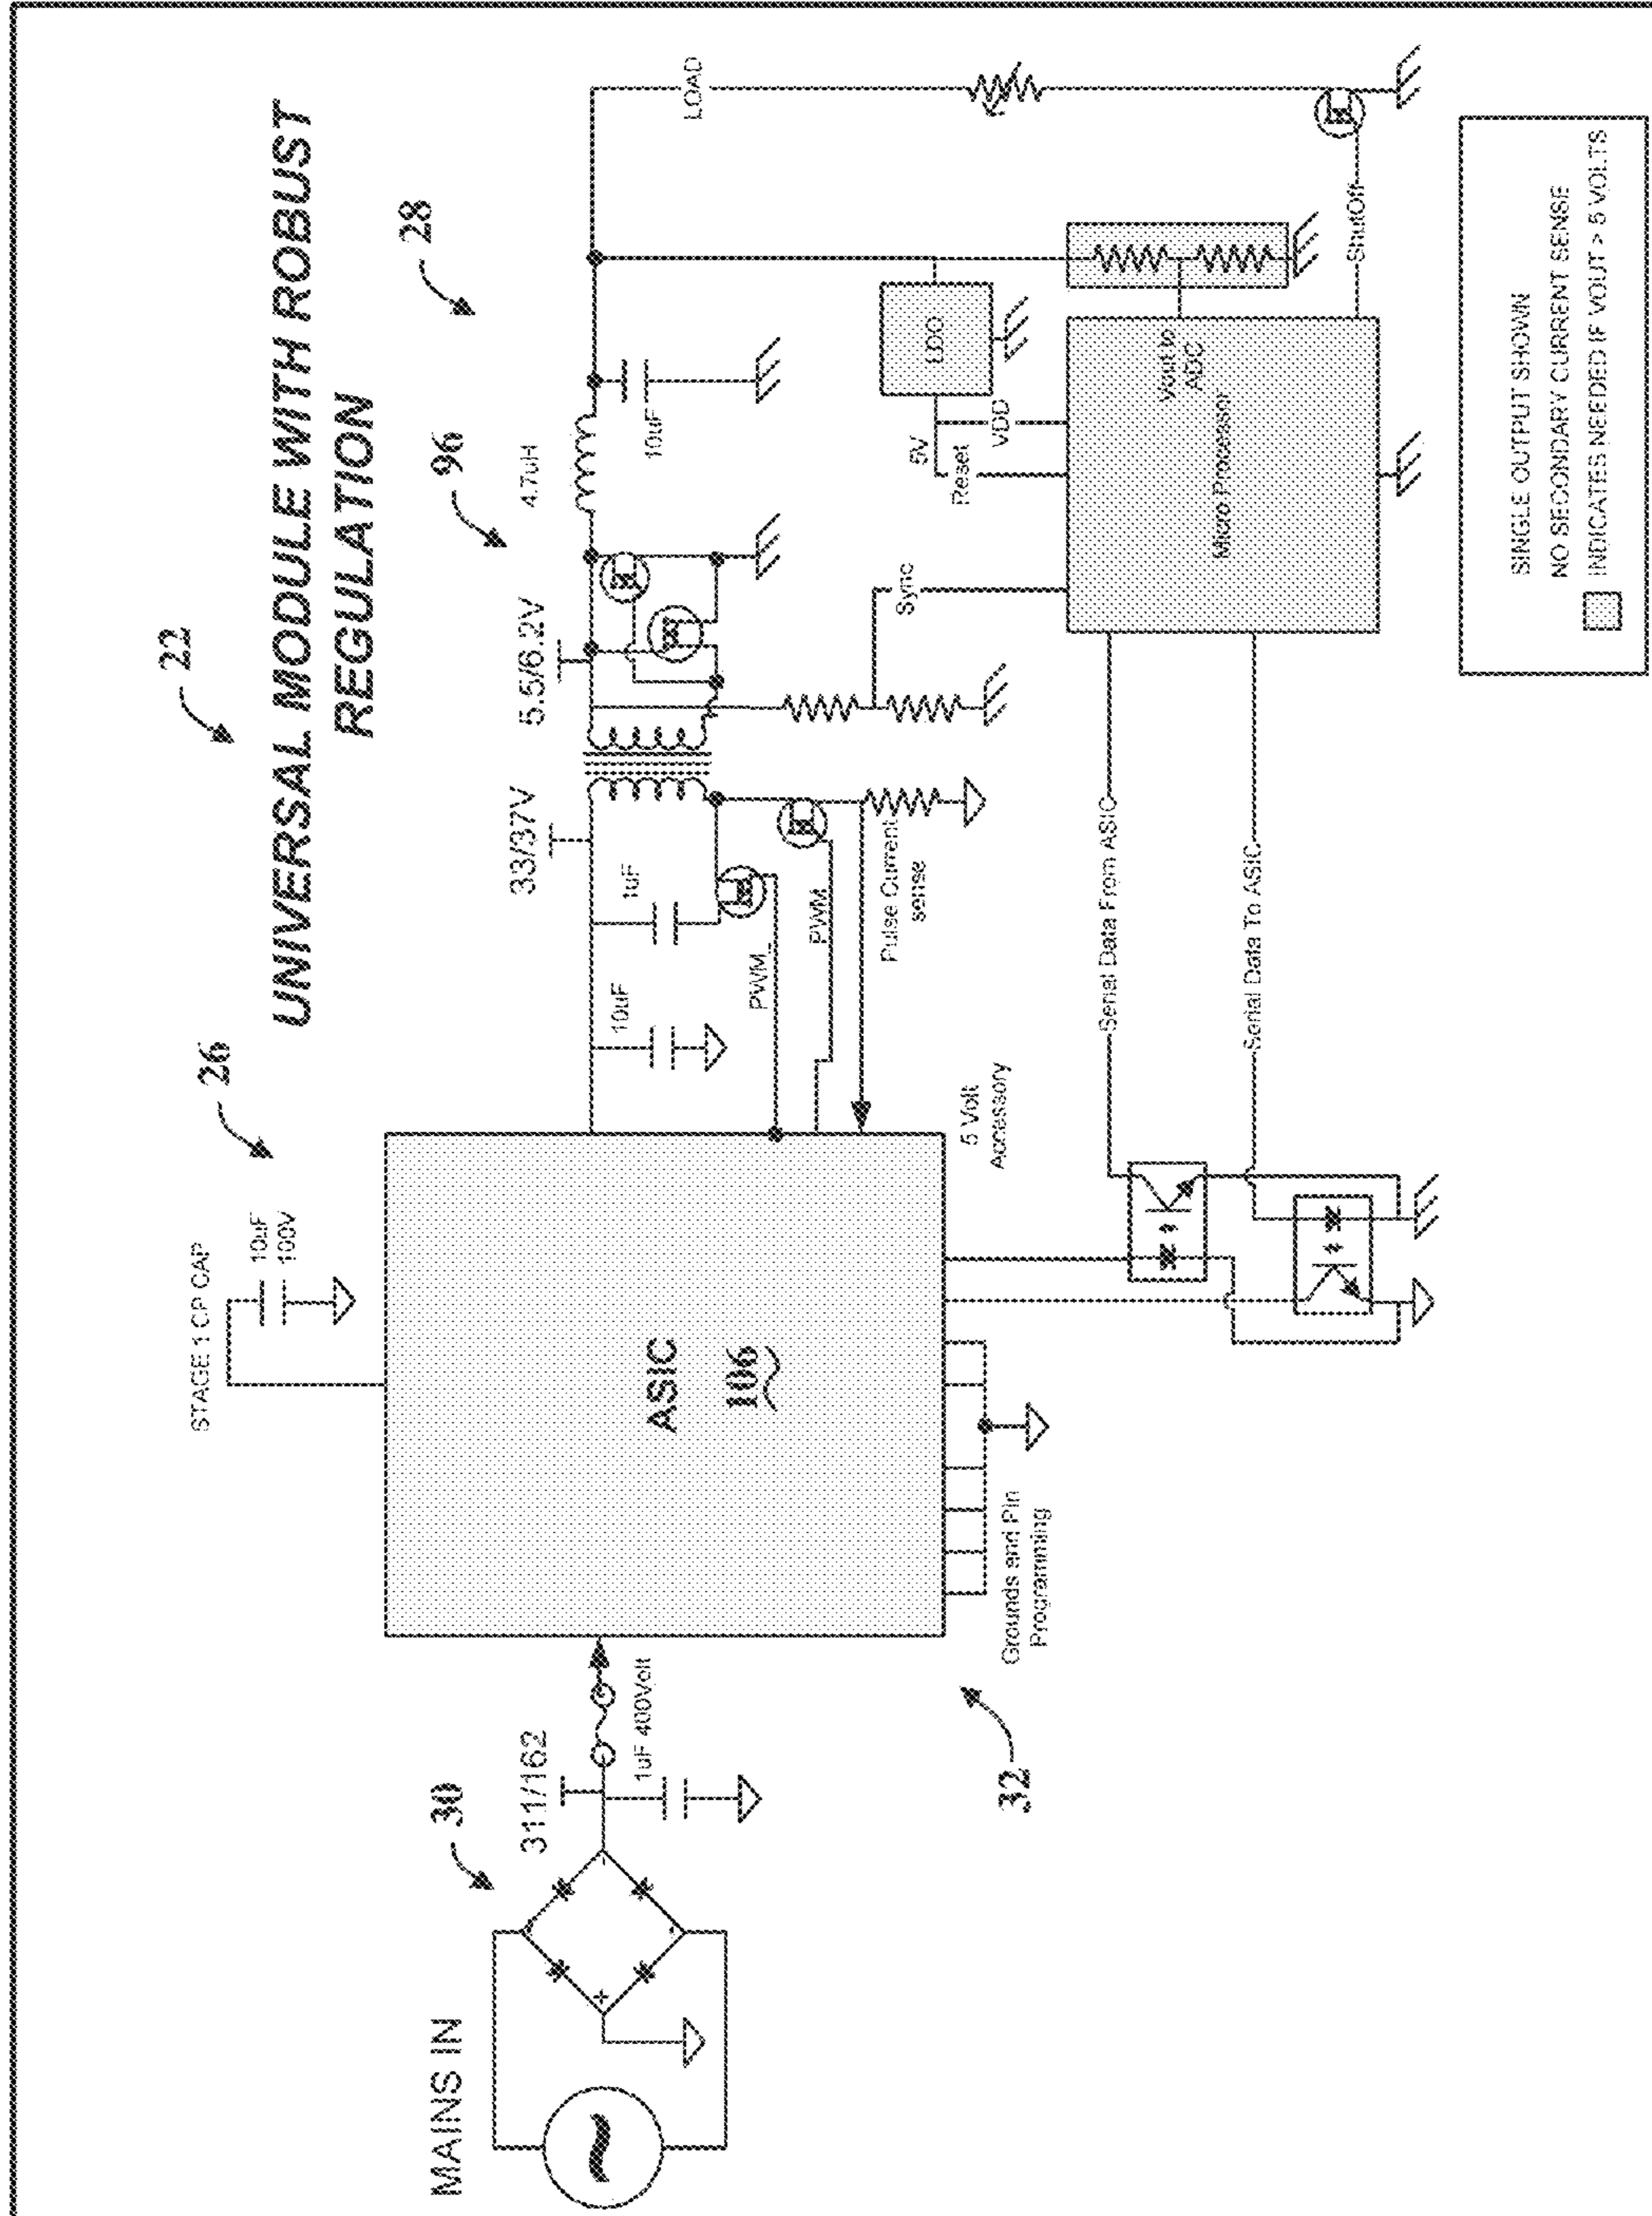 22
UNIVERSAL MODULE WITH ROBUST
REGULATION
26
28
96
30
32
STAGE 1 CP CAP
10uF
100V
MAINS IN
311/162
1uF 400Volt
ASIC
106
Grounds and Pin
Programming
33/37V
10uF
1uF
PWM_
PWM
Pulse Current
sense
5 Volt
Accessory
5.5/6.2V
4.7uH
10uF
LOAD
Sync
5V
Reset
VDD
LDO
Vout to
ADC
Micro Processor
ShutOff
Serial Data From ASIC
Serial Data To ASIC
SINGLE OUTPUT SHOWN
NO SECONDARY CURRENT SENSE
INDICATES NEEDED IF VOUT > 5 VOLTS